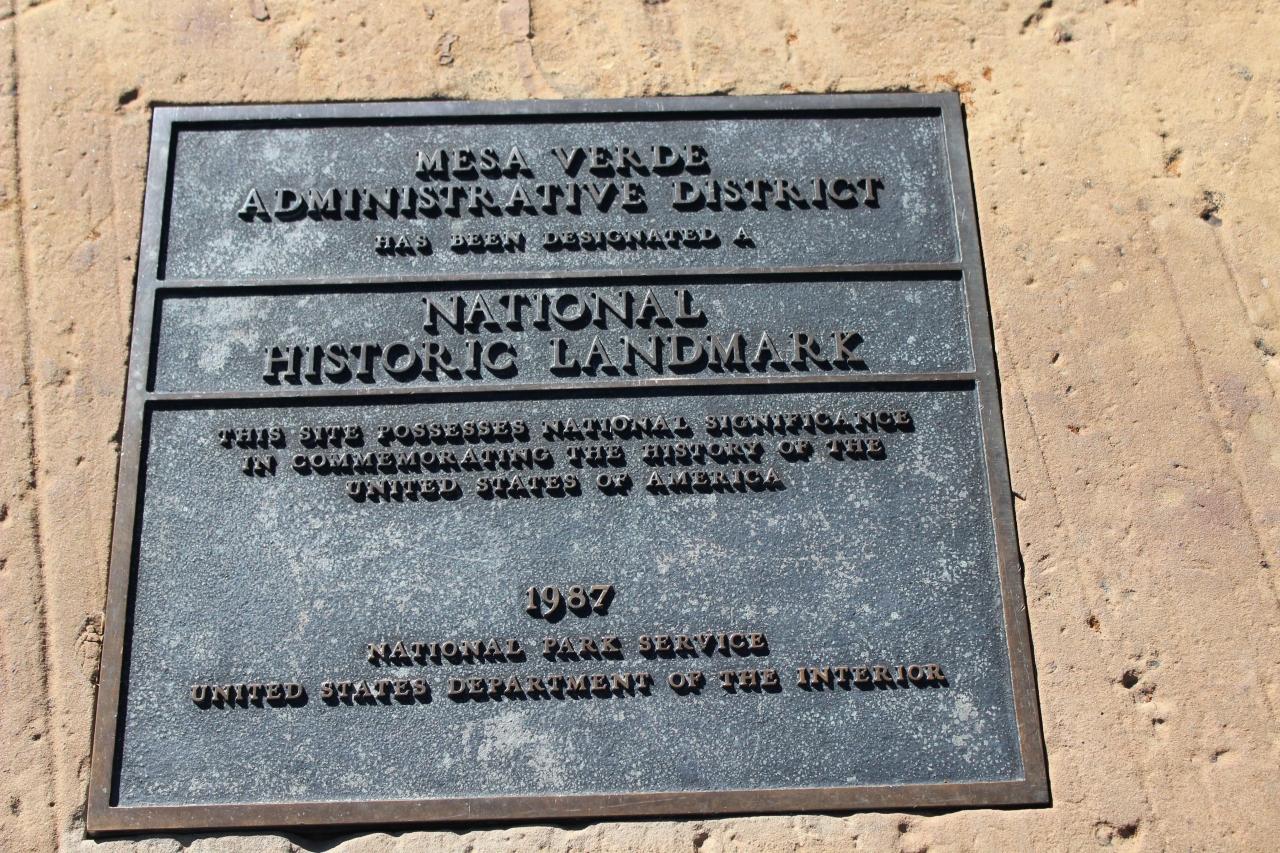 MESA VERDE
ADMINISTRATIVE DISTRICT
HAS BEEN DESIGNATED A
NATIONAL
HISTORIC LANDMARK
THIS SITE POSSESSES NATIONAL SIGNIFICANCE
IN COMMEMORATING THE HISTORY OF THE
UNITED STATES OF AMERICA
1987
NATIONAL PARK SERVICE
UNITED STATES DEPARTMENT OF THE INTERIOR